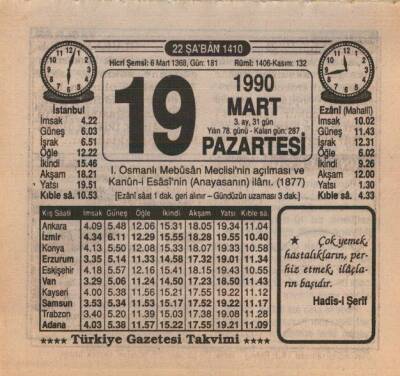 22 ŞA'BÂN 1410
Hicrî Şemsî: 6 Mart 1368, Gün: 181 Rûmî: 1406-Kasım: 132
19
1990
MART
3. ay, 31 gün
Yılın 78. günü - Kalan gün: 287
PAZARTESİ
İstanbul
İmsak 4.22
Güneş 6.03
İşrak 6.51
Öğle 12.22
İkindi 15.46
Akşam 18.21
Yatsı 19.51
Kıble sâ. 10.53
Ezânî (Mahallî)
İmsak 10.02
Güneş 11.43
İşrak 12.31
Öğle 6.02
İkindi 9.26
Akşam 12.00
Yatsı 1.30
Kıble sâ. 4.33
I. Osmanlı Mebûsân Meclisi'nin açılması ve
Kanûn-i Esâsî'nin (Anayasanın) ilânı. (1877)
[Ezânî sâat 1 dak. geri alınır – Gündüzün uzaması 3 dak.]
Kış Sâati İmsak Güneş Öğle İkindi Akşam Yatsı Kıble sâ.
Ankara 4.09 5.48 12.06 15.31 18.05 19.34 11.04
İzmir 4.34 6.11 12.29 15.55 18.28 19.55 10.40
Konya 4.13 5.50 12.08 15.33 18.07 19.33 10.58
Erzurum 3.35 5.14 11.33 14.58 17.32 19.01 11.34
Eskişehir 4.18 5.57 12.16 15.41 18.15 19.43 10.55
Van 3.29 5.06 11.24 14.50 17.23 18.50 11.43
Kayseri 4.00 5.38 11.56 15.21 17.55 19.22 11.12
Samsun 3.53 5.34 11.53 15.17 17.52 19.22 11.17
Trabzon 3.40 5.20 11.39 15.03 17.38 19.08 11.28
Adana 4.03 5.38 11.57 15.22 17.55 19.21 11.09
★ Çok yemek,
hastalıkların, per-
hiz etmek, ilâçla-
rın başıdır.
Hadîs-i Şerîf
★★★★ Türkiye Gazetesi Takvimi ★★★★